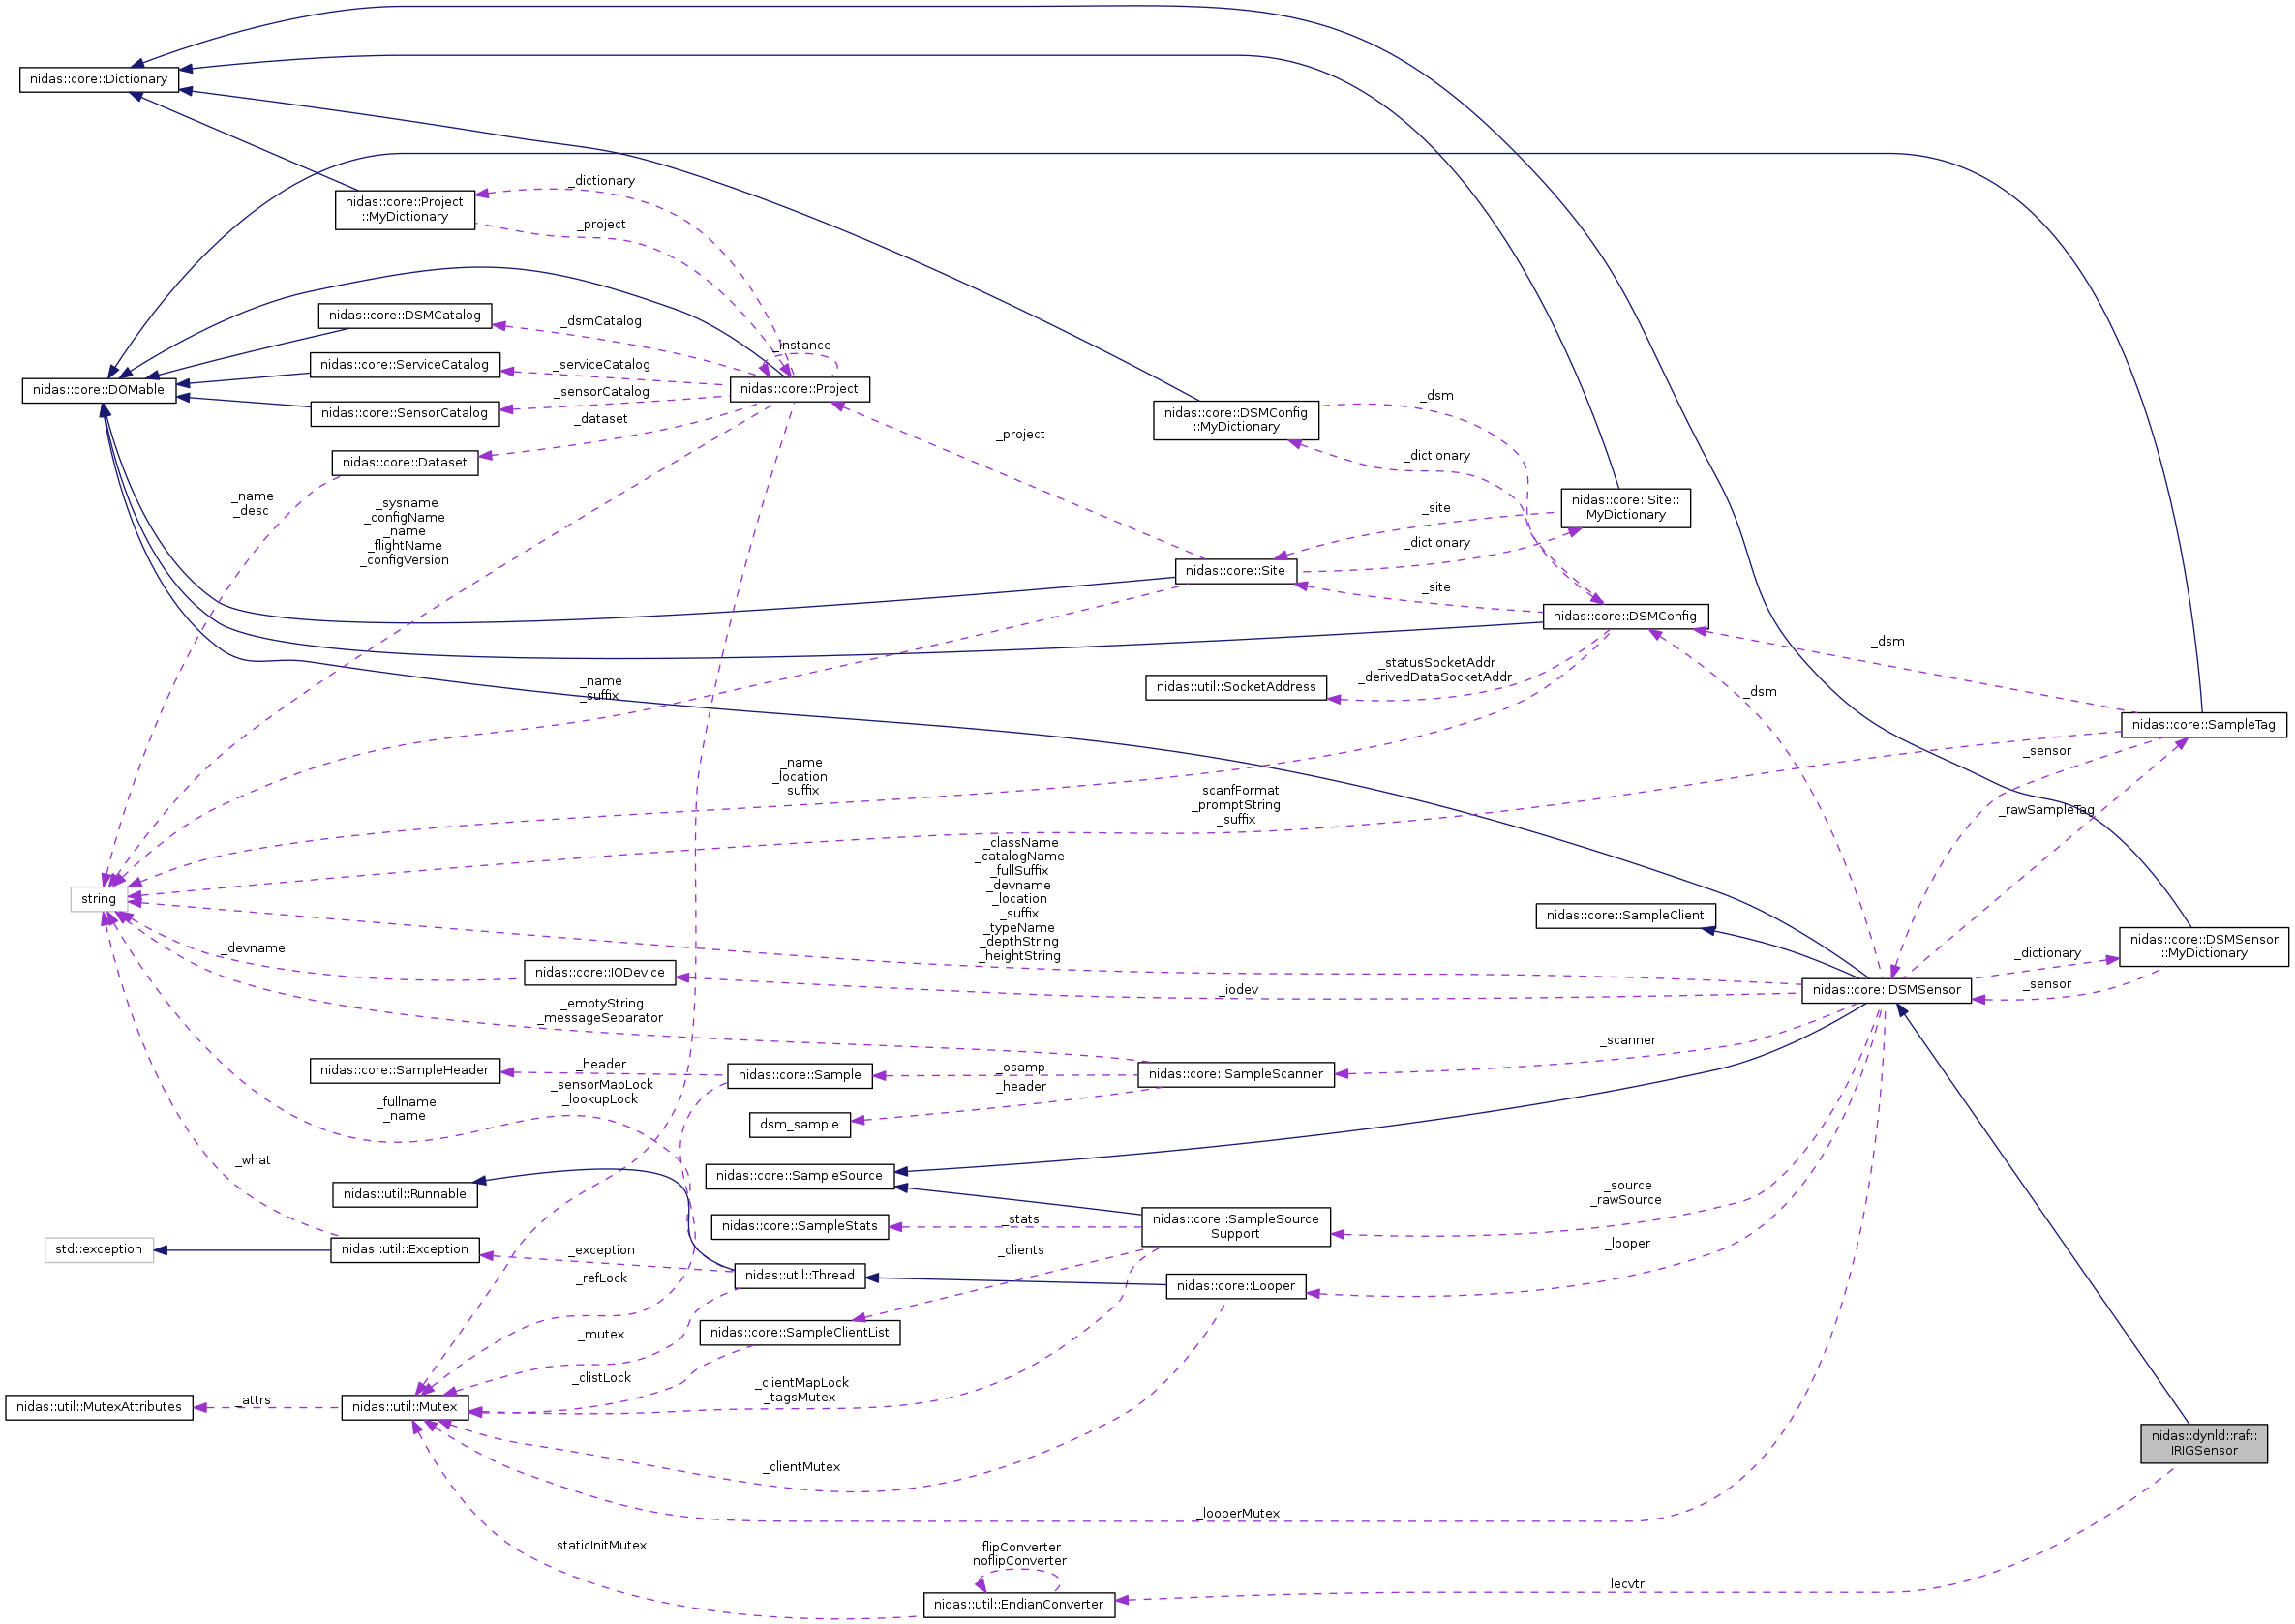 nidas::core::Dictionary
_dictionary
nidas::core::Project
::MyDictionary
_project
nidas::core::DSMCatalog
_dsmCatalog
_instance
nidas::core::ServiceCatalog
_serviceCatalog
nidas::core::DOMable
nidas::core::Project
_sensorCatalog
nidas::core::SensorCatalog
_dataset
_dsm
nidas::core::DSMConfig
::MyDictionary
_project
_dictionary
nidas::core::Dataset
_name
_desc
_sysname
_configName
_name
_flightName
_configVersion
nidas::core::Site::
MyDictionary
_site
_dictionary
nidas::core::Site
_site
nidas::core::DSMConfig
_dsm
_statusSocketAddr
_derivedDataSocketAddr
nidas::util::SocketAddress
_name
_suffix
_dsm
nidas::core::SampleTag
_sensor
_name
_location
_suffix
_scanfFormat
_promptString
_suffix
_rawSampleTag
_className
_catalogName
_fullSuffix
_devname
_location
_suffix
_typeName
_depthString
_heightString
string
nidas::core::SampleClient
nidas::core::DSMSensor
::MyDictionary
_dictionary
_sensor
_devname
nidas::core::IODevice
_iodev
nidas::core::DSMSensor
_emptyString
_messageSeparator
_scanner
nidas::core::SampleHeader
_header
nidas::core::Sample
_osamp
_header
nidas::core::SampleScanner
_sensorMapLock
_lookupLock
_fullname
_name
dsm_sample
_what
nidas::util::Runnable
nidas::core::SampleSource
_source
_rawSource
nidas::core::SampleStats
_stats
nidas::core::SampleSource
Support
std::exception
nidas::util::Exception
_exception
_clients
_looper
_refLock
nidas::util::Thread
nidas::core::Looper
_mutex
nidas::core::SampleClientList
_clistLock
_clientMapLock
_tagsMutex
nidas::util::MutexAttributes
_attrs
nidas::util::Mutex
nidas::dynld::raf::
IRIGSensor
_clientMutex
_looperMutex
staticInitMutex
flipConverter
noflipConverter
nidas::util::EndianConverter
lecvtr